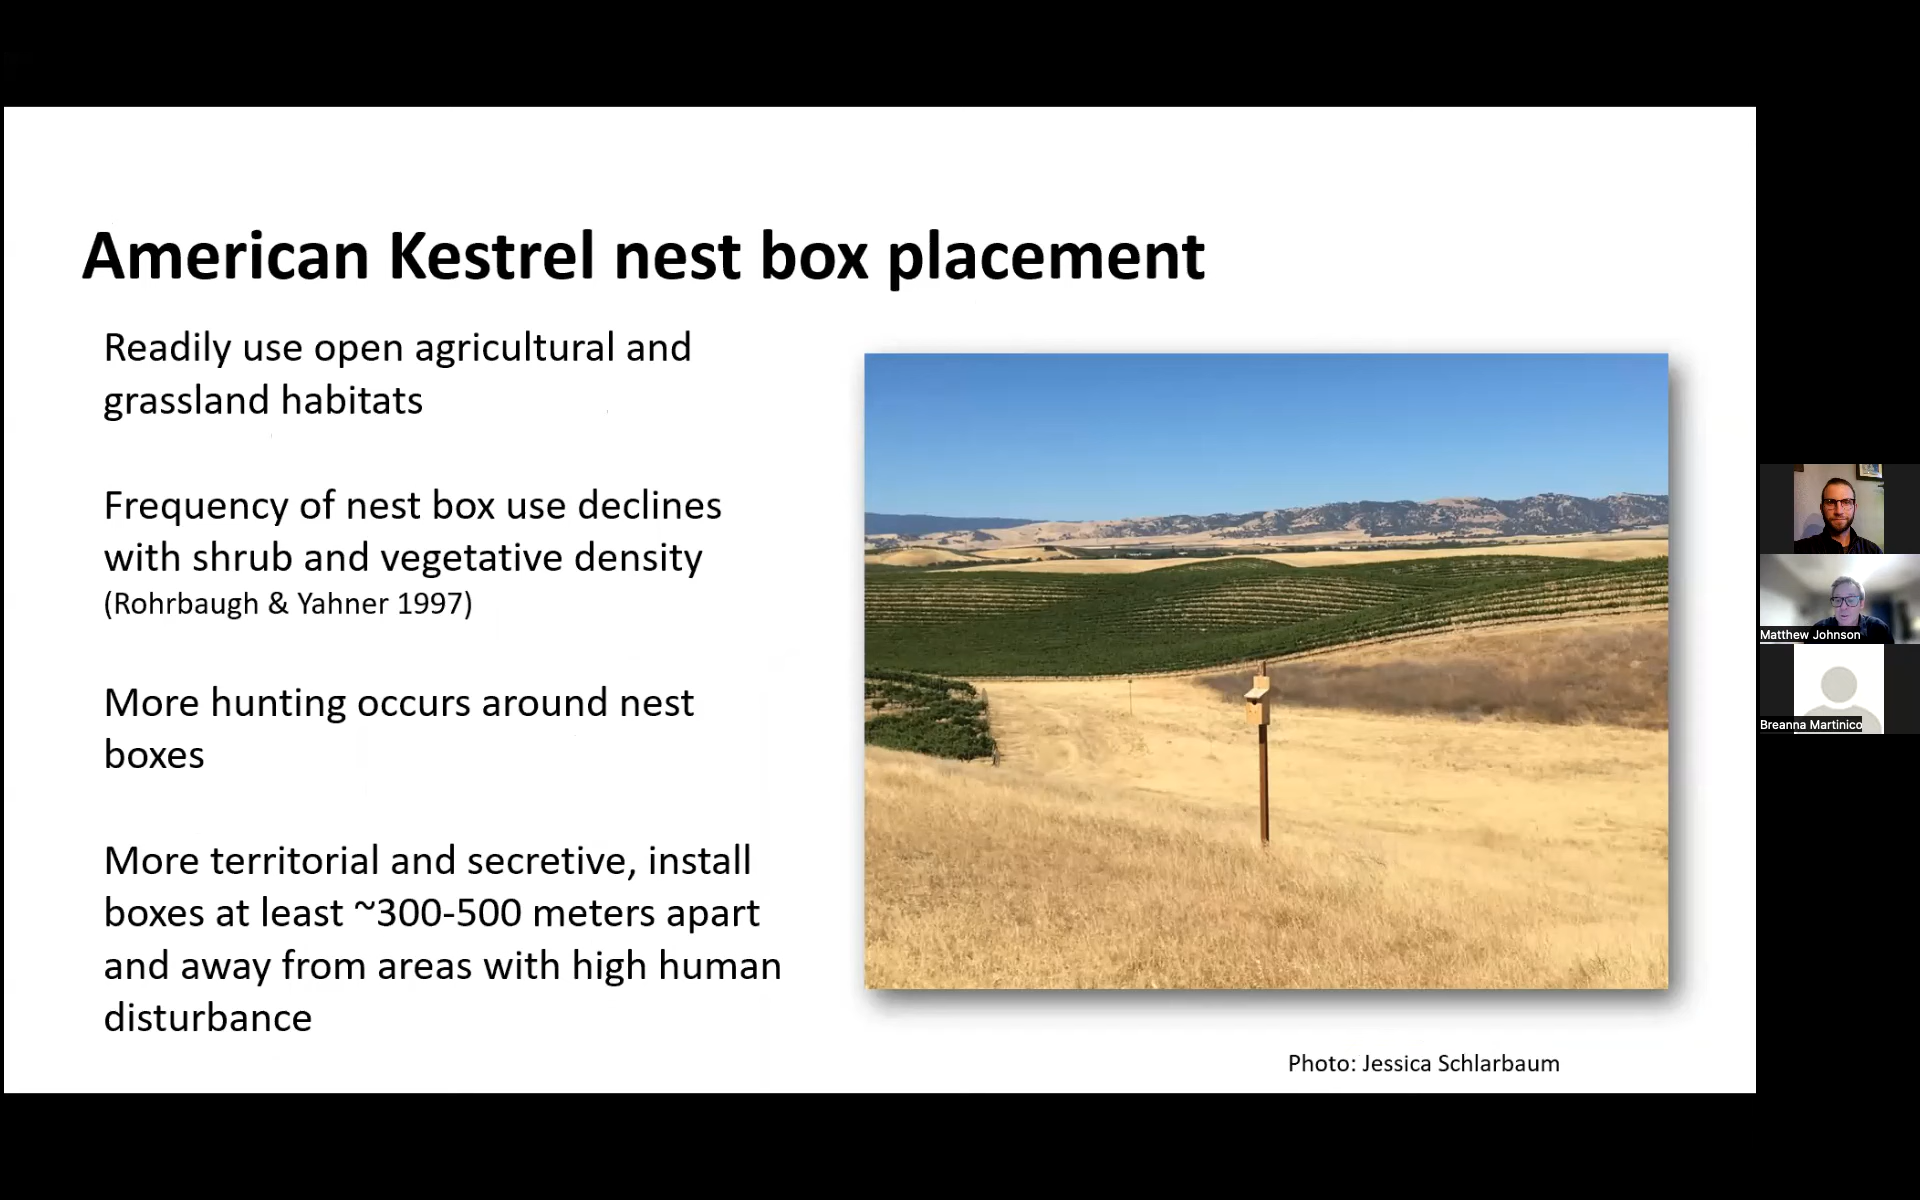 American Kestrel nest box placement
Readily use open agricultural and
grassland habitats
Frequency of nest box use declines
with shrub and vegetative density
(Rohrbaugh & Yahner 1997)
More hunting occurs around nest
boxes
More territorial and secretive, install
boxes at least ~300-500 meters apart
and away from areas with high human
disturbance
Photo: Jessica Schlarbaum
Matthew Johnson
Breanna Martinico